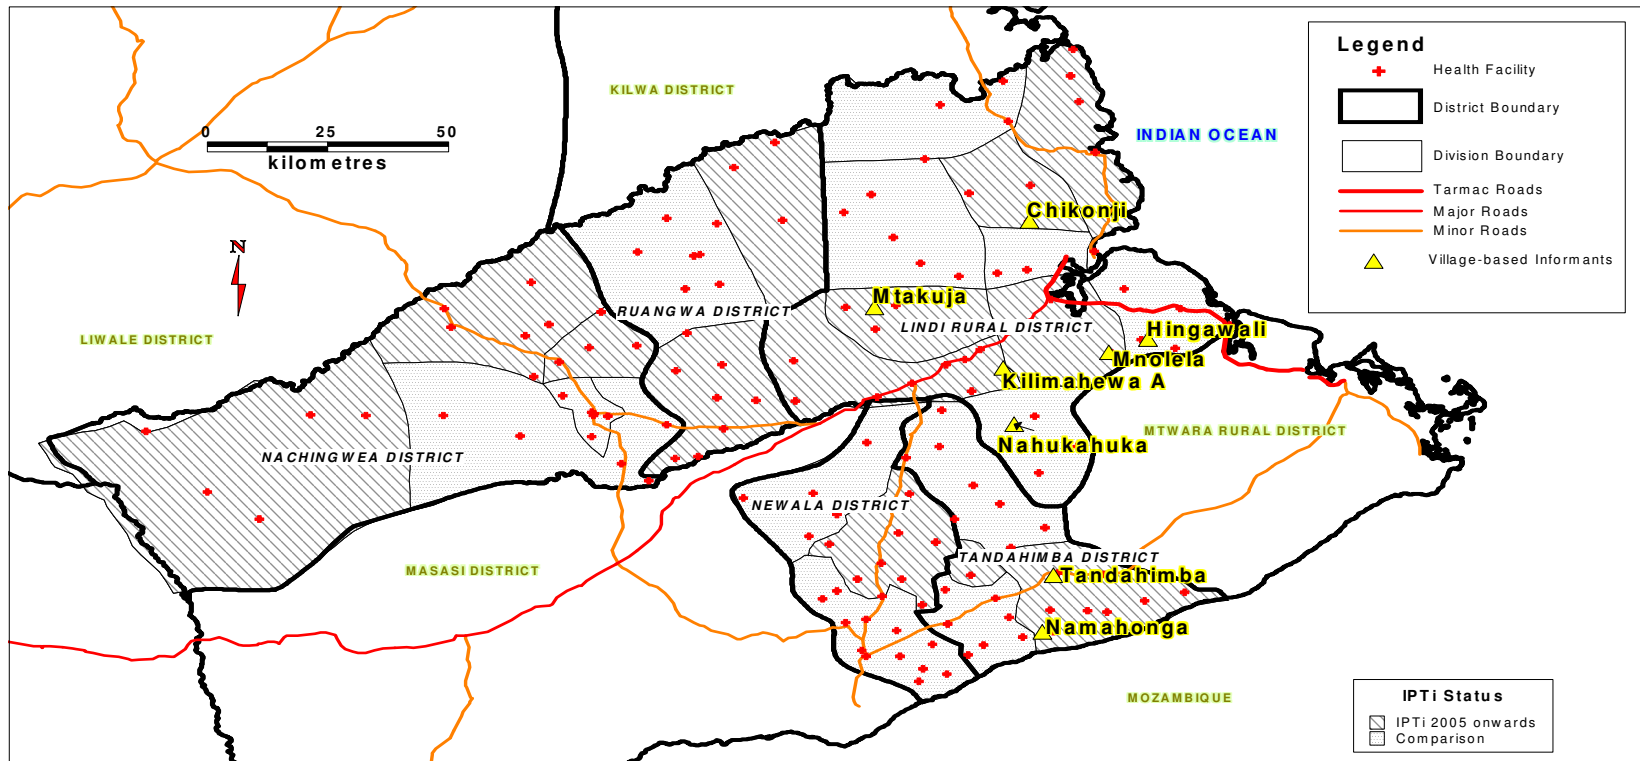 Legend
Health Facility
District Boundary
Division Boundary
Tarmac Roads
Major Roads
Minor Roads
Village-based Informants
KILWA DISTRICT
INDIAN OCEAN
0 25 50
kilometres
N
Chikonji
Mtakuja
RUANGWA DISTRICT
LINDI RURAL DISTRICT
Hingawali
LIWALE DISTRICT
Mnolela
Kilimahewa A
MTWARA RURAL DISTRICT
Nahukahuka
NACHINGWEA DISTRICT
NEWALA DISTRICT
TANDAHIMBA DISTRICT
MASASI DISTRICT
Tandahimba
Namahonga
MOZAMBIQUE
IPTi Status
IPTi 2005 onwards
Comparison